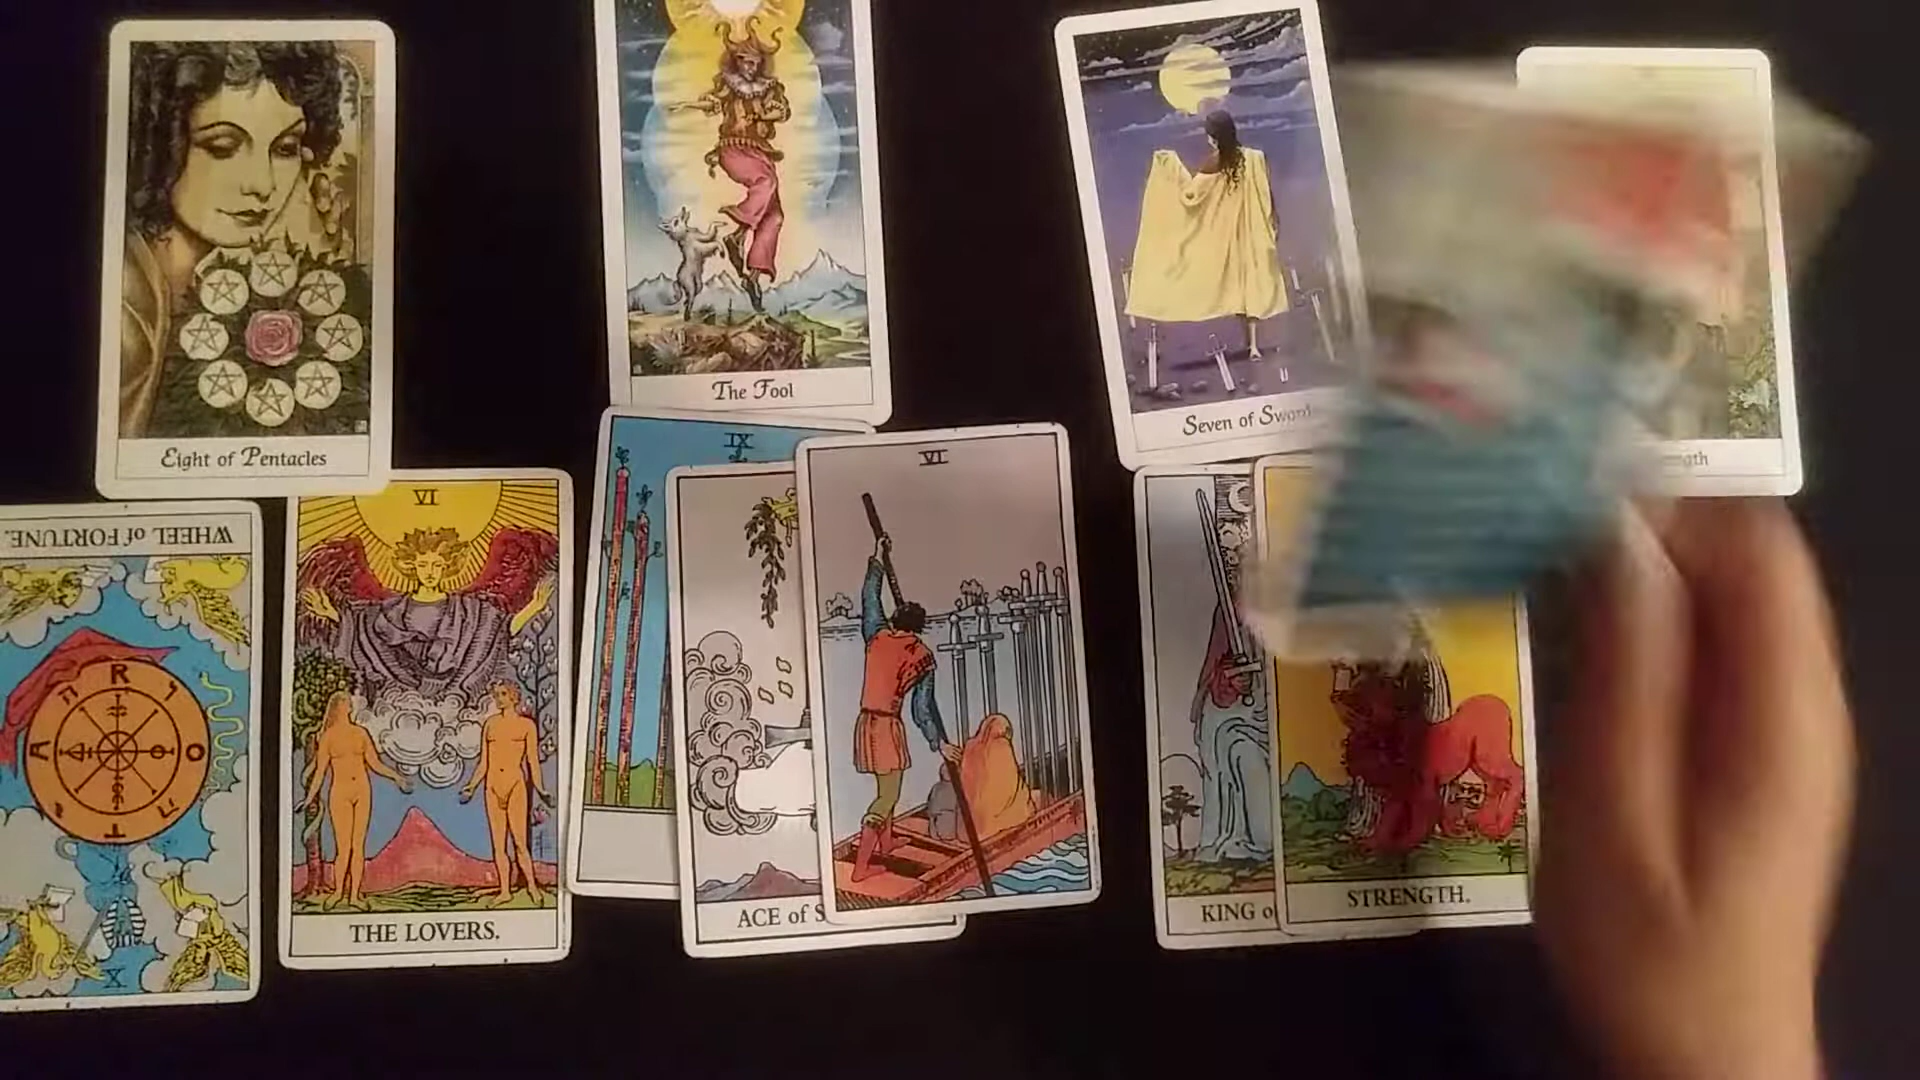 The Fool
Seven of Sword
Eight of Pentacles
ngth
WHEEL of FORTUNE.
X
VI
THE LOVERS.
IX
ACE of S
VI
KING o
STRENGTH.